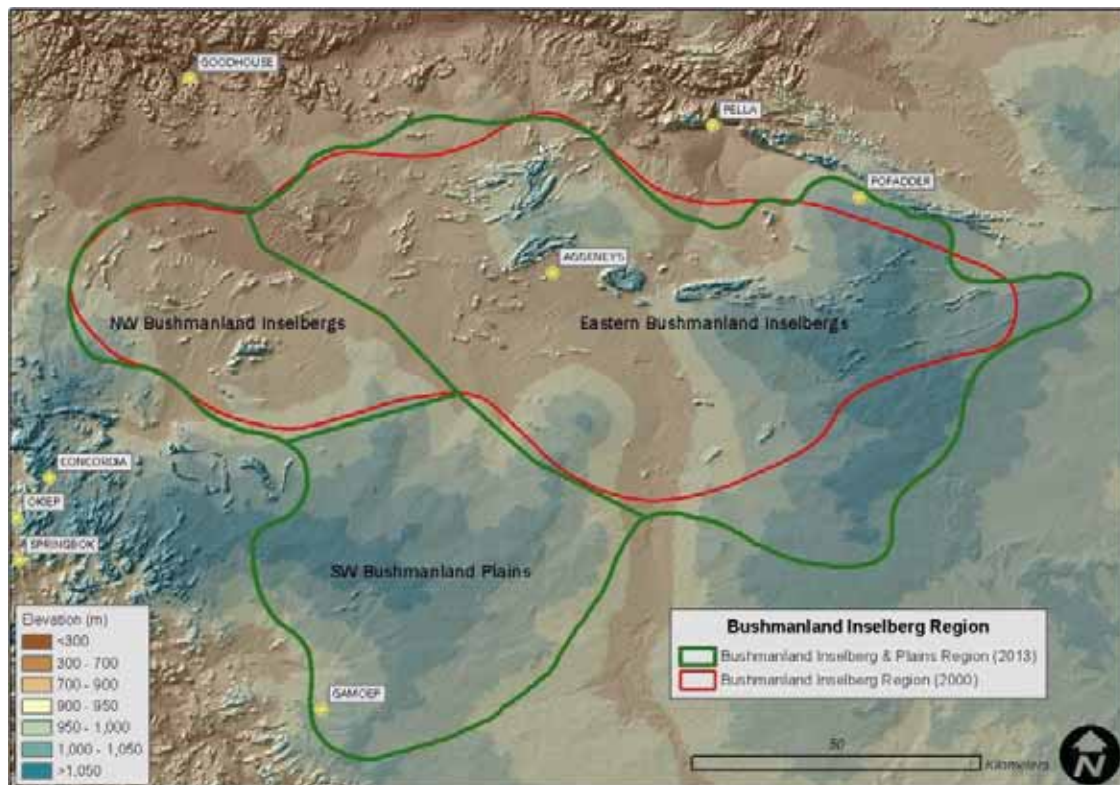 GOODHOUSE
PELLA
POFADDER
AGGENEYS
NW Bushmanland Inselbergs
Eastern Bushmanland Inselbergs
CONCORDIA
OKIEP
SPRINGBOK
SW Bushmanland Plains
GAMOEP
Elevation (m)
<300
300 - 700
700 - 900
900 - 950
950 - 1,000
1,000 - 1,050
>1,050
Bushmanland Inselberg Region
Bushmanland Inselberg & Plains Region (2013)
Bushmanland Inselberg Region (2000)
50
Kilometers
N